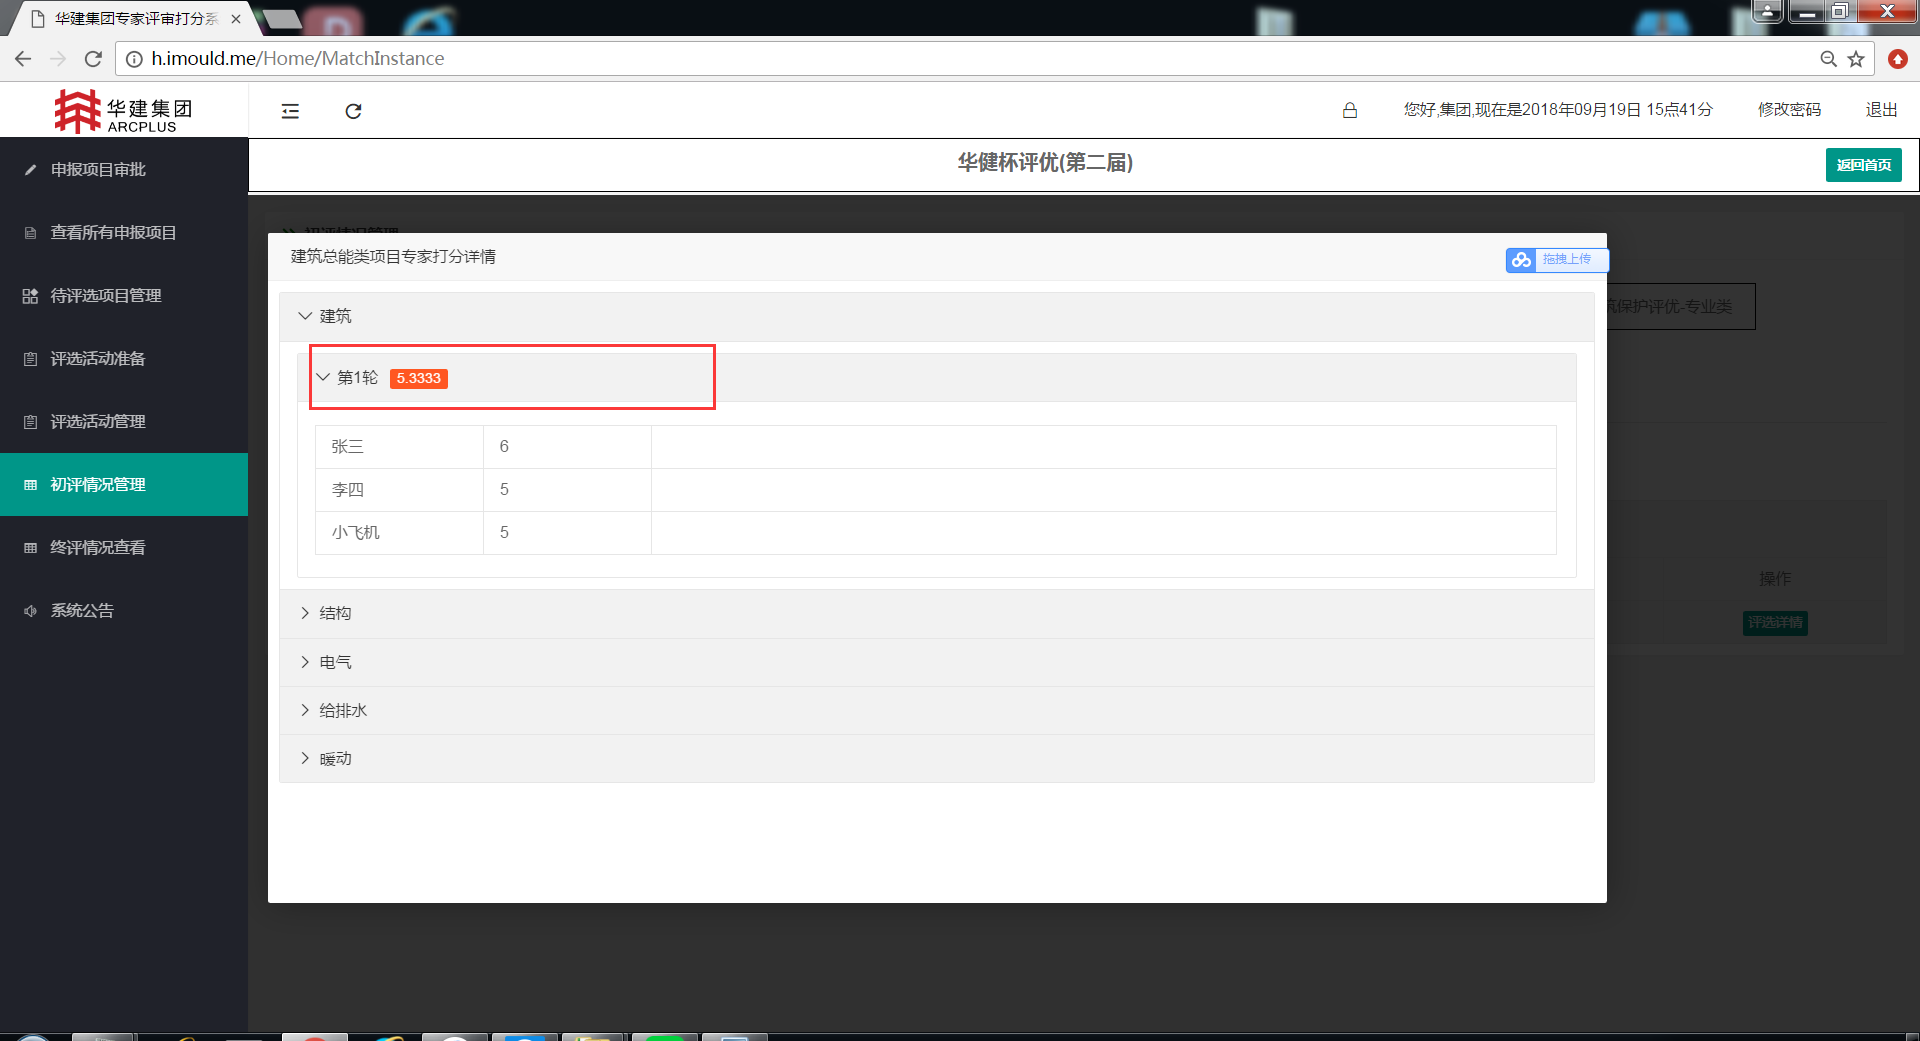 华建集团专家评审打分系
h.imould.me/Home/MatchInstance
华建集团
ARCPLUS
您好,集团,现在是2018年09月19日 15点41分
修改密码
退出
华健杯评优(第二届)
返回首页
申报项目审批
查看所有申报项目
待评选项目管理
评选活动准备
评选活动管理
初评情况管理
终评情况查看
系统公告
初评情况管理
建筑总能类项目专家打分详情
拖拽上传
筑保护评优-专业类
建筑
第1轮 5.3333
张三 6
李四 5
小飞机 5
结构
电气
给排水
暖动
操作
评选详情